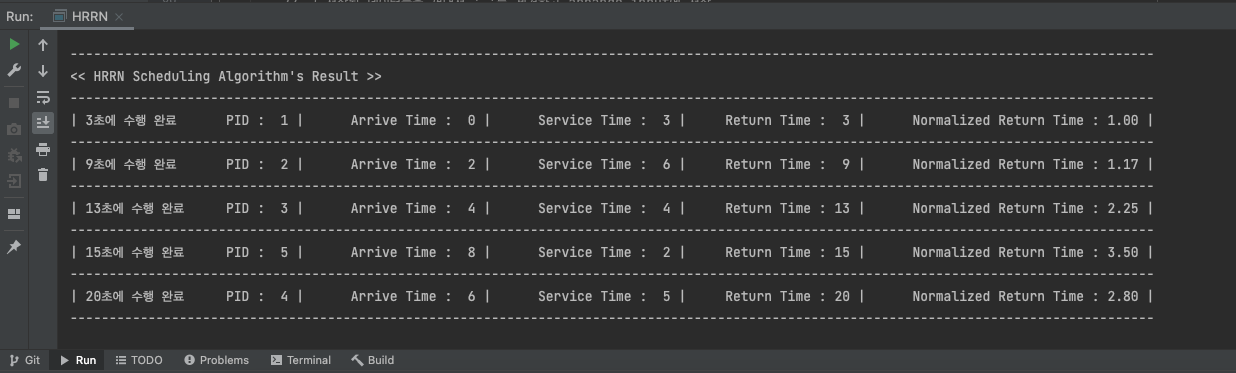 Run: HRRN
<< HRRN Scheduling Algorithm's Result >>
| 3초에 수행 완료 PID : 1 | Arrive Time : 0 | Service Time : 3 | Return Time : 3 | Normalized Return Time : 1.00 |
| 9초에 수행 완료 PID : 2 | Arrive Time : 2 | Service Time : 6 | Return Time : 9 | Normalized Return Time : 1.17 |
| 13초에 수행 완료 PID : 3 | Arrive Time : 4 | Service Time : 4 | Return Time : 13 | Normalized Return Time : 2.25 |
| 15초에 수행 완료 PID : 5 | Arrive Time : 8 | Service Time : 2 | Return Time : 15 | Normalized Return Time : 3.50 |
| 20초에 수행 완료 PID : 4 | Arrive Time : 6 | Service Time : 5 | Return Time : 20 | Normalized Return Time : 2.80 |
Git Run TODO Problems Terminal Build